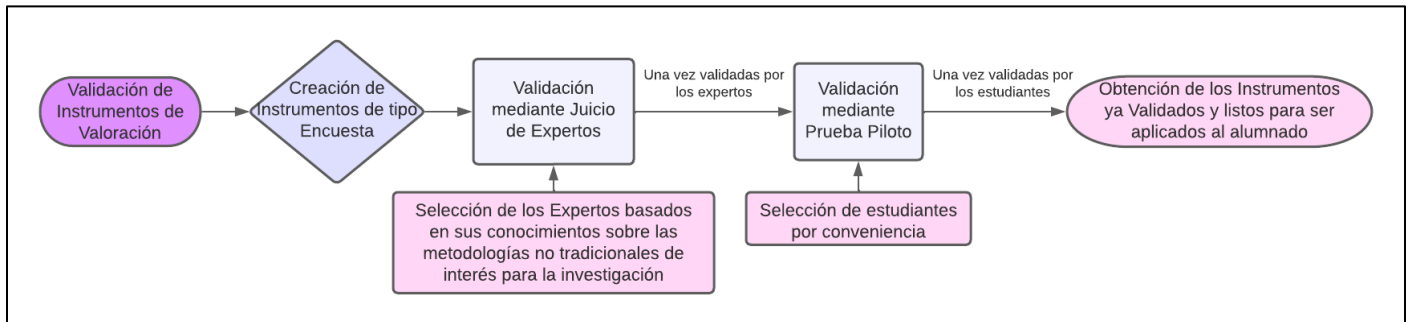 Validación de
Instrumentos de
Valoración
Creación de
Instrumentos de tipo
Encuesta
Validación
mediante Juicio
de Expertos
Una vez validadas por
los expertos
Validación
mediante
Prueba Piloto
Una vez validadas por
los estudiantes
Obtención de los Instrumentos
ya Validados y listos para ser
aplicados al alumnado
Selección de los Expertos basados
en sus conocimientos sobre las
metodologías no tradicionales de
interés para la investigación
Selección de estudiantes
por conveniencia